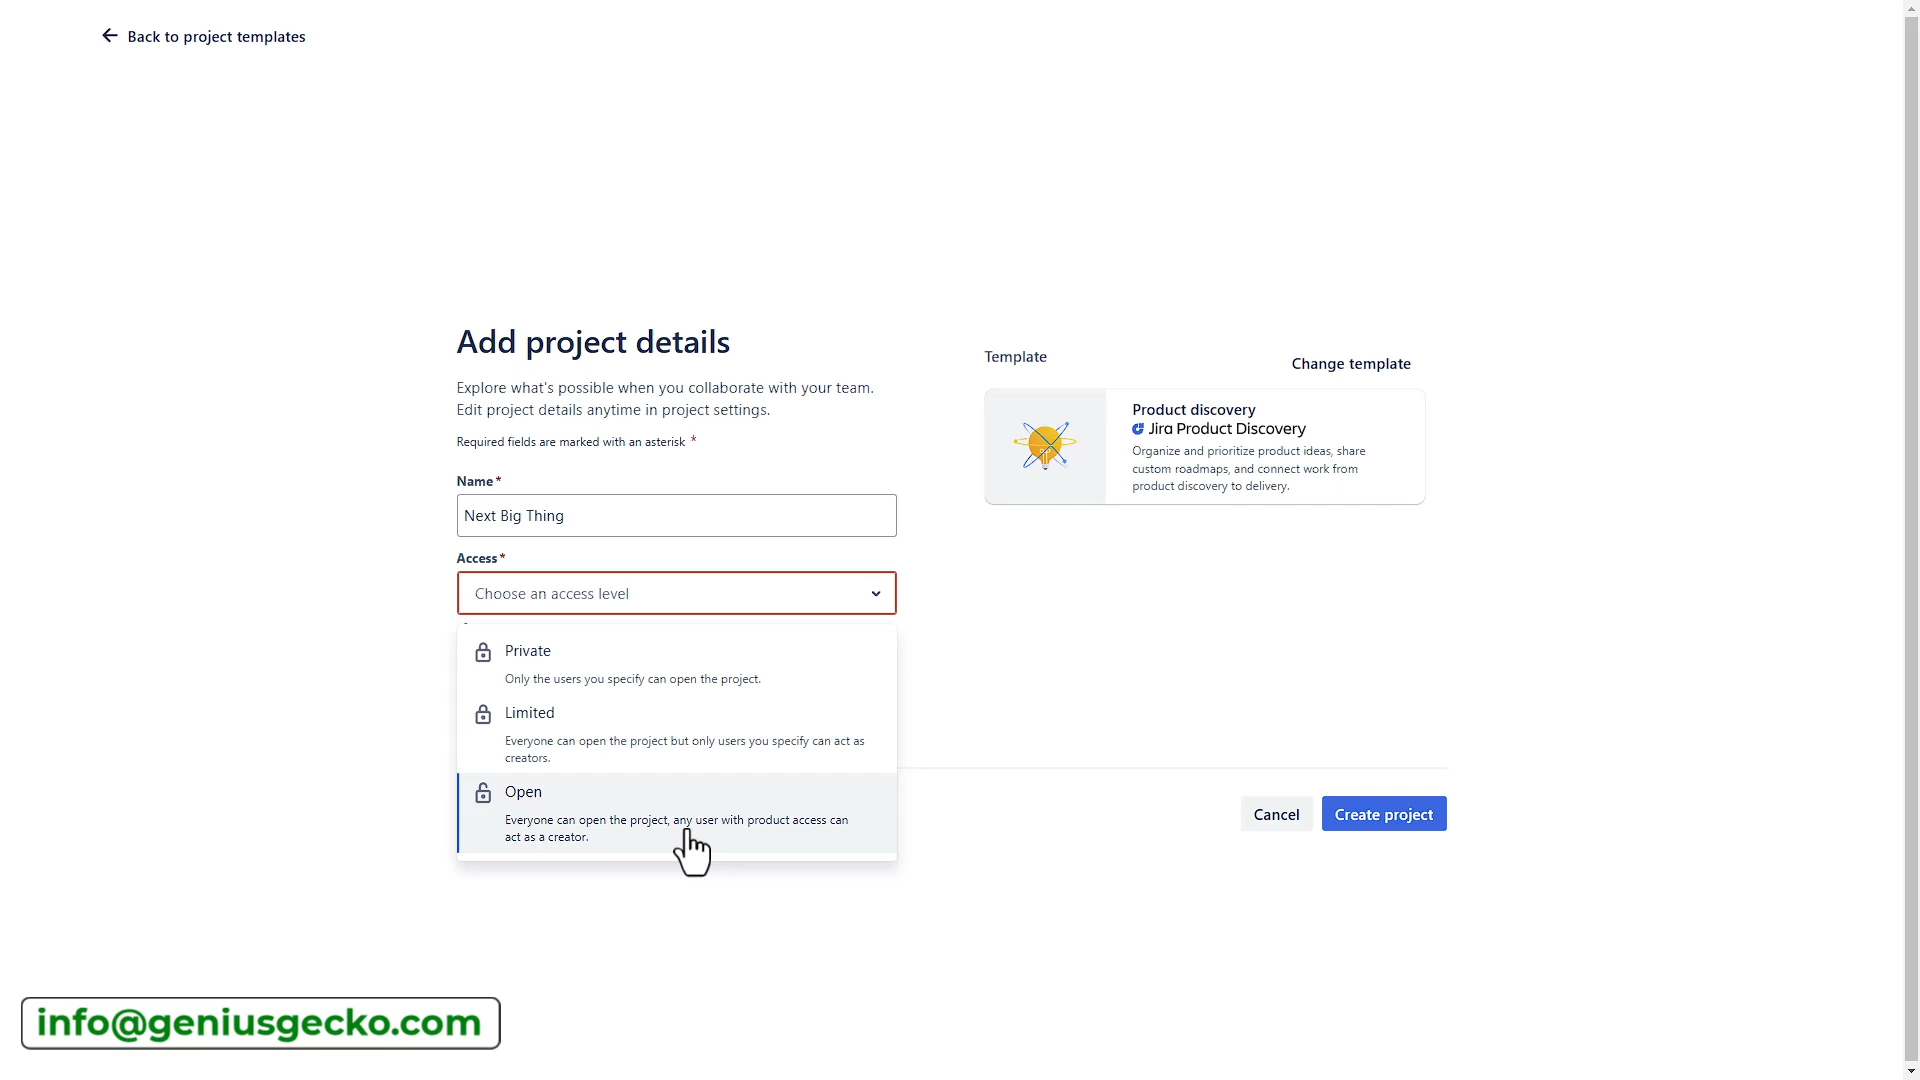 Back to project templates
Add project details
Explore what's possible when you collaborate with your team.
Edit project details anytime in project settings.
Required fields are marked with an asterisk *
Name*
Next Big Thing
Access*
Choose an access level
Private
Only the users you specify can open the project.
Limited
Everyone can open the project but only users you specify can act as
creators.
Open
Everyone can open the project, any user with product access can
act as a creator.
Template
Change template
Product discovery
Jira Product Discovery
Organize and prioritize product ideas, share
custom roadmaps, and connect work from
product discovery to delivery.
Cancel
Create project
info@geniusgecko.com